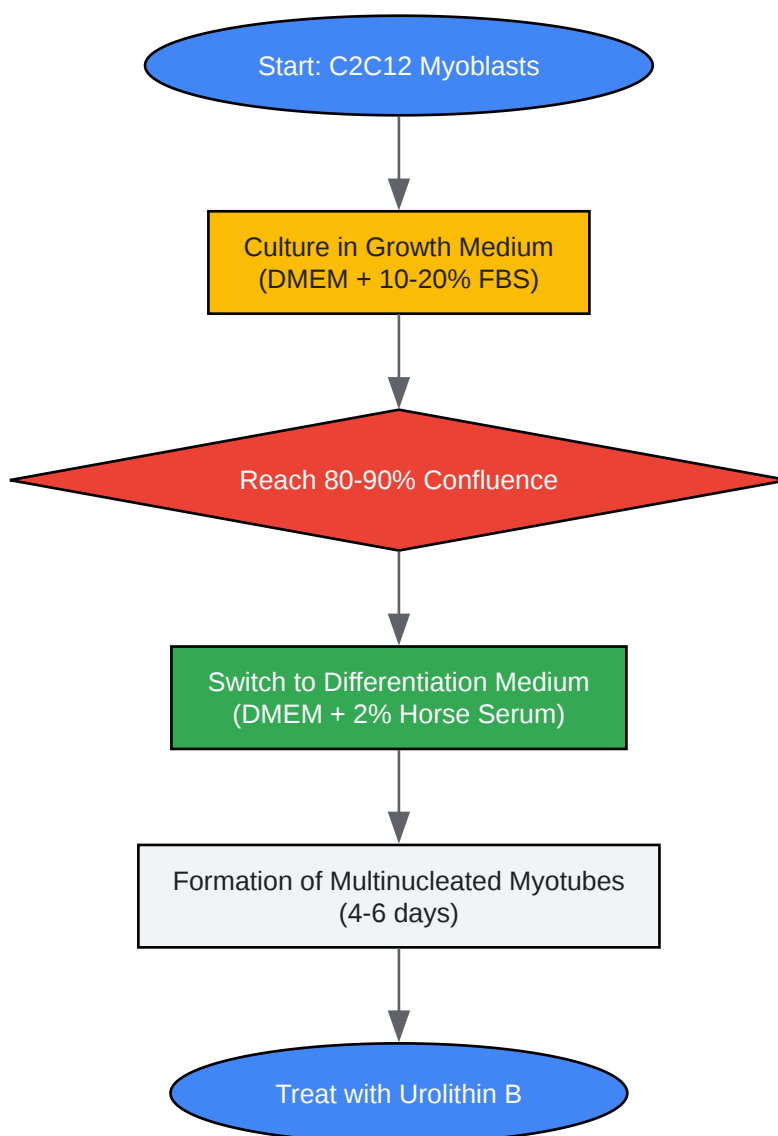 Start: C2C12 Myoblasts
Culture in Growth Medium
(DMEM + 10-20% FBS)
Reach 80-90% Confluence
Switch to Differentiation Medium
(DMEM + 2% Horse Serum)
Formation of Multinucleated Myotubes
(4-6 days)
Treat with Urolithin B